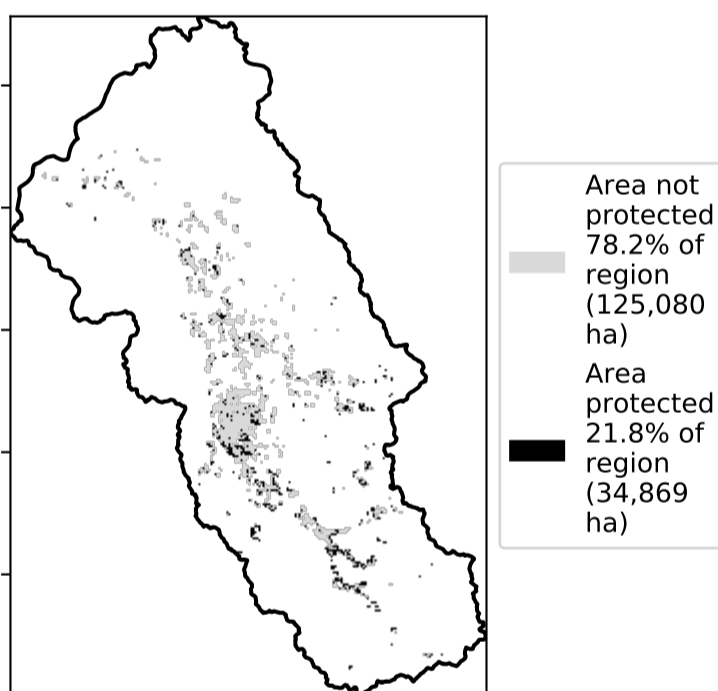 Area not
protected
78.2% of
region
(125,080
ha)
Area
protected
21.8% of
region
(34,869
ha)